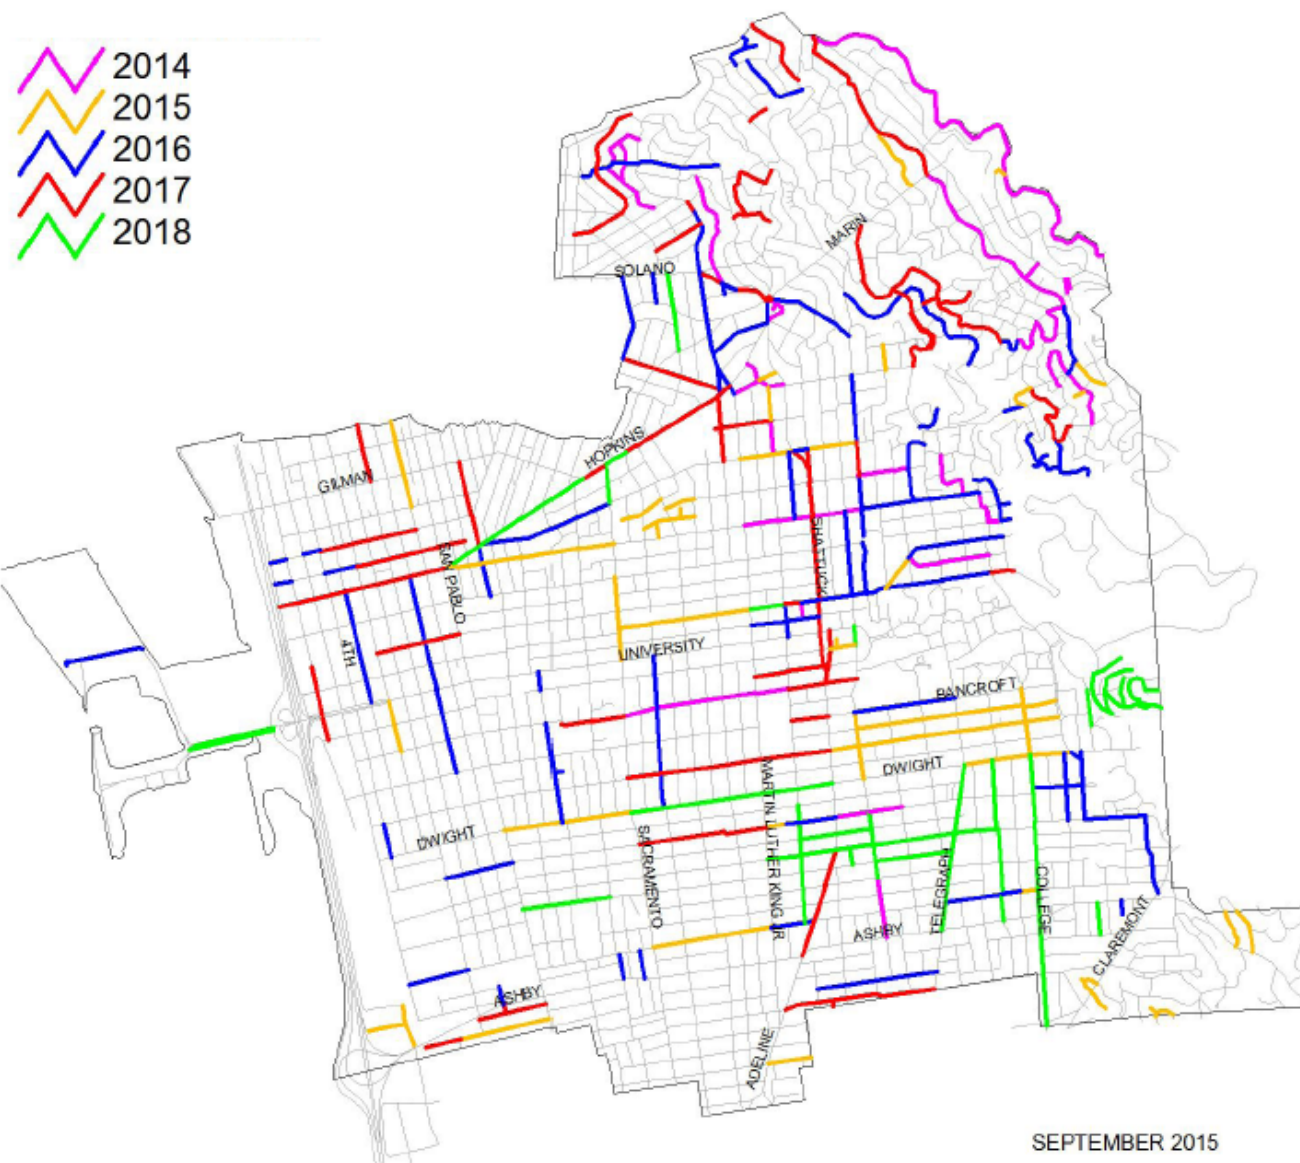 2014
2015
2016
2017
2018
MARIN
SOLANO
HOPKINS
GILMAN
SAN PABLO
SHATTUCK
4TH
UNIVERSITY
BANCROFT
DWIGHT
MARTIN LUTHER KING JR
DWIGHT
SACRAMENTO
TELEGRAPH
COLLEGE
ASHBY
CLAREMONT
ASHBY
ADELINE
SEPTEMBER 2015